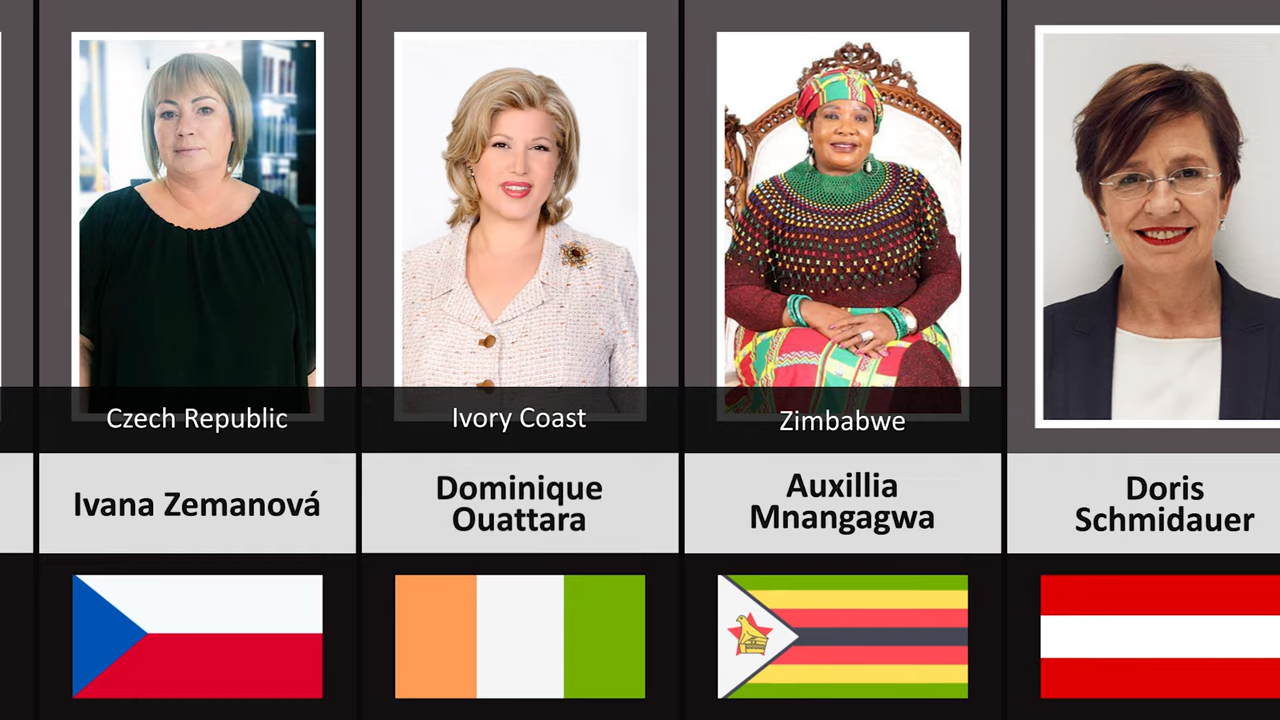 Czech Republic
Ivana Zemanová
Ivory Coast
Dominique
Ouattara
Zimbabwe
Auxillia
Mnangagwa
Doris
Schmidauer